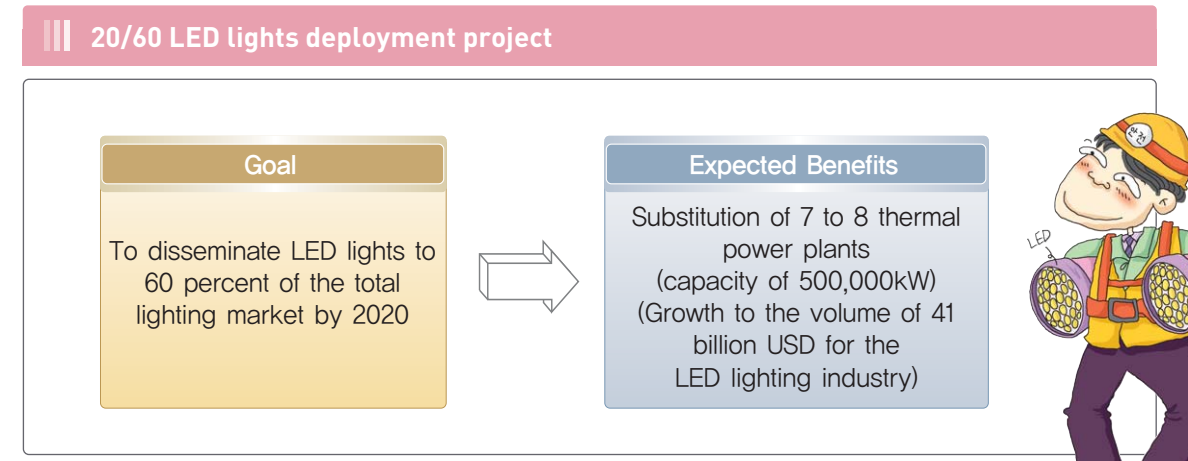 20/60 LED lights deployment project
Goal
To disseminate LED lights to
60 percent of the total
lighting market by 2020
Expected Benefits
Substitution of 7 to 8 thermal
power plants
(capacity of 500,000kW)
(Growth to the volume of 41
billion USD for the
LED lighting industry)
안전
LED